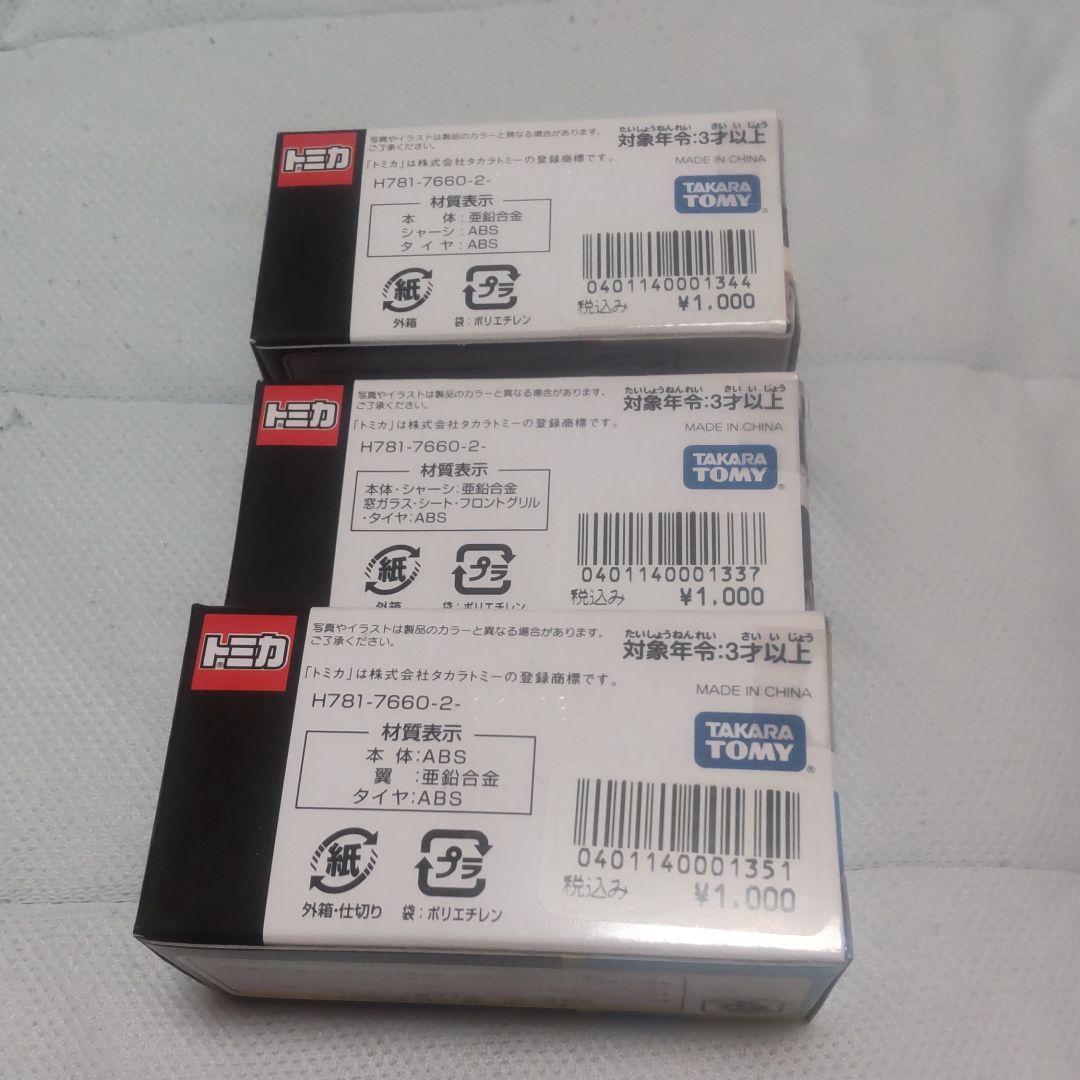 トミカ
写真やイラストは製品のカラーと異なる場合があります。
ご了承ください。
「トミカ」は株式会社タカラトミーの登録商標です。
H781-7660-2-
材質表示
本 体:亜鉛合金
シャーシ:ABS
タイヤ:ABS
紙
外箱
プラ
袋:ポリエチレン
たいしょうねんれい さいいじょう
対象年令:3才以上
MADE IN CHINA
TAKARA
TOMY
0401140001344
税込み ¥1,000
トミカ
写真やイラストは製品のカラーと異なる場合があります。
ご了承ください。
「トミカ」は株式会社タカラトミーの登録商標です。
H781-7660-2-
材質表示
本体・シャーシ:亜鉛合金
窓ガラス・シート・フロントグリル
・タイヤ:ABS
紙
外箱
プラ
袋:ポリエチレン
たいしょうねんれい さいいじょう
対象年令:3才以上
MADE IN CHINA
TAKARA
TOMY
0401140001337
税込み ¥1,000
トミカ
写真やイラストは製品のカラーと異なる場合があります。
ご了承ください。
「トミカ」は株式会社タカラトミーの登録商標です。
H781-7660-2-
材質表示
本 体:ABS
翼 :亜鉛合金
タイヤ:ABS
紙
外箱・仕切り
プラ
袋:ポリエチレン
たいしょうねんれい さいいじょう
対象年令:3才以上
MADE IN CHINA
TAKARA
TOMY
0401140001351
税込み ¥1,000